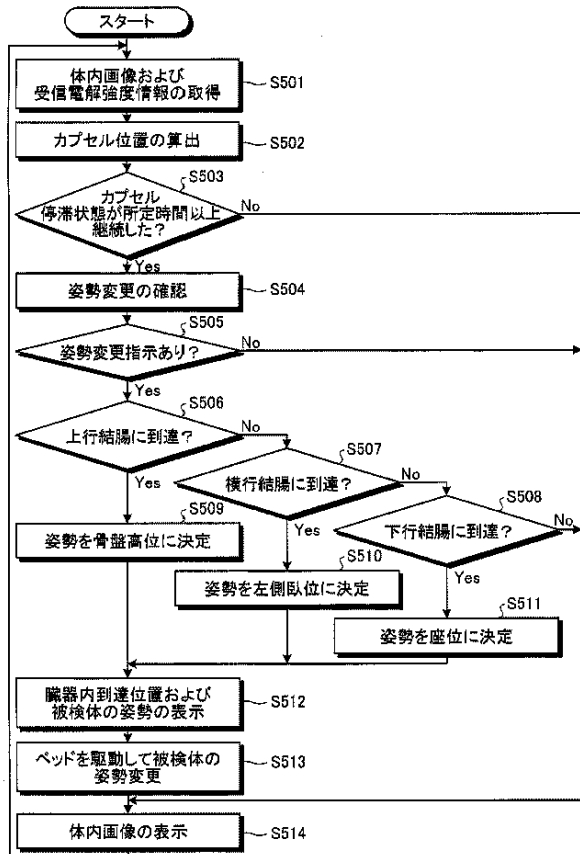 スタート
体内画像および
受信電解強度情報の取得
S501
カプセル位置の算出
S502
S503
カプセル
停滞状態が所定時間以上
継続した?
No
Yes
姿勢変更の確認
S504
S505
姿勢変更指示あり?
No
Yes
S506
上行結腸に到達?
No
Yes
S507
横行結腸に到達?
No
Yes
S508
下行結腸に到達?
No
Yes
S509
姿勢を骨盤高位に決定
S510
姿勢を左側臥位に決定
S511
姿勢を座位に決定
臓器内到達位置および
被検体の姿勢の表示
S512
ベッドを駆動して被検体の
姿勢変更
S513
体内画像の表示
S514